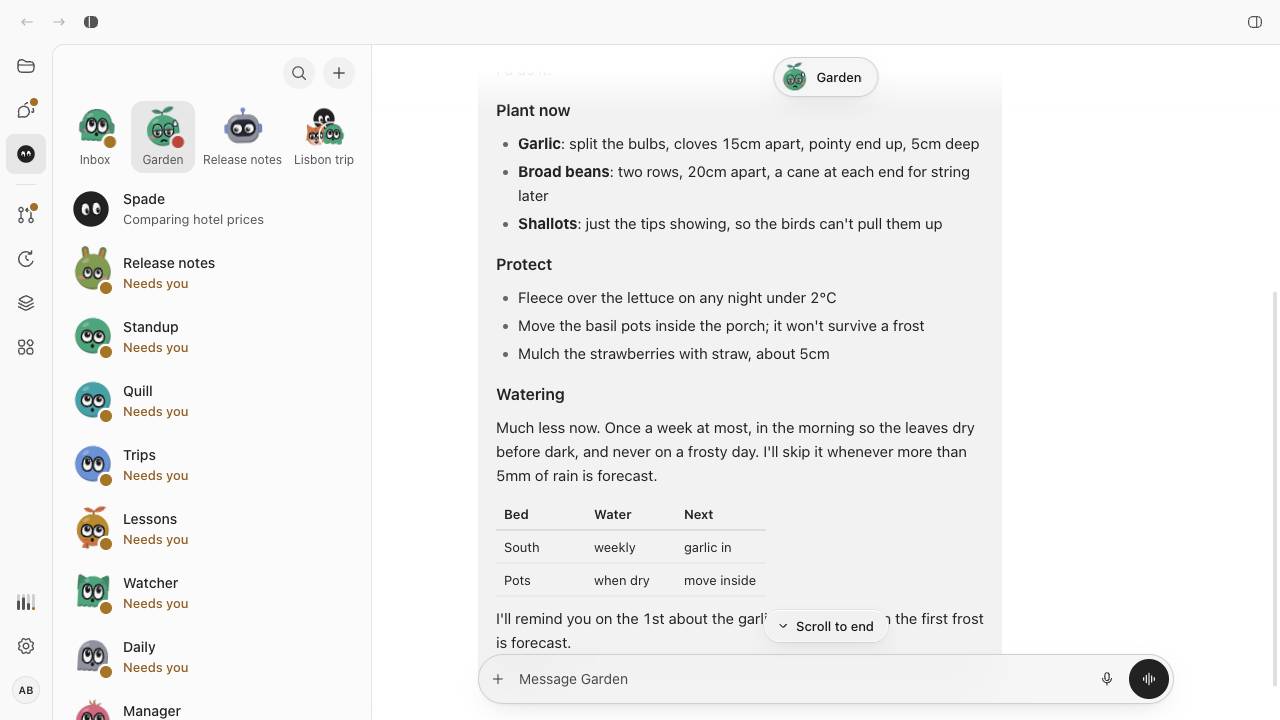 Garden
Inbox
Garden
Release notes
Lisbon trip
Spade
Comparing hotel prices
Release notes
Needs you
Standup
Needs you
Quill
Needs you
Trips
Needs you
Lessons
Needs you
Watcher
Needs you
Daily
Needs you
Manager
AB
Plant now
Garlic: split the bulbs, cloves 15cm apart, pointy end up, 5cm deep
Broad beans: two rows, 20cm apart, a cane at each end for string
later
Shallots: just the tips showing, so the birds can't pull them up
Protect
Fleece over the lettuce on any night under 2°C
Move the basil pots inside the porch; it won't survive a frost
Mulch the strawberries with straw, about 5cm
Watering
Much less now. Once a week at most, in the morning so the leaves dry
before dark, and never on a frosty day. I'll skip it whenever more than
5mm of rain is forecast.
Bed Water Next
South weekly garlic in
Pots when dry move inside
I'll remind you on the 1st about the the first frost
is forecast.
Scroll to end
Message Garden